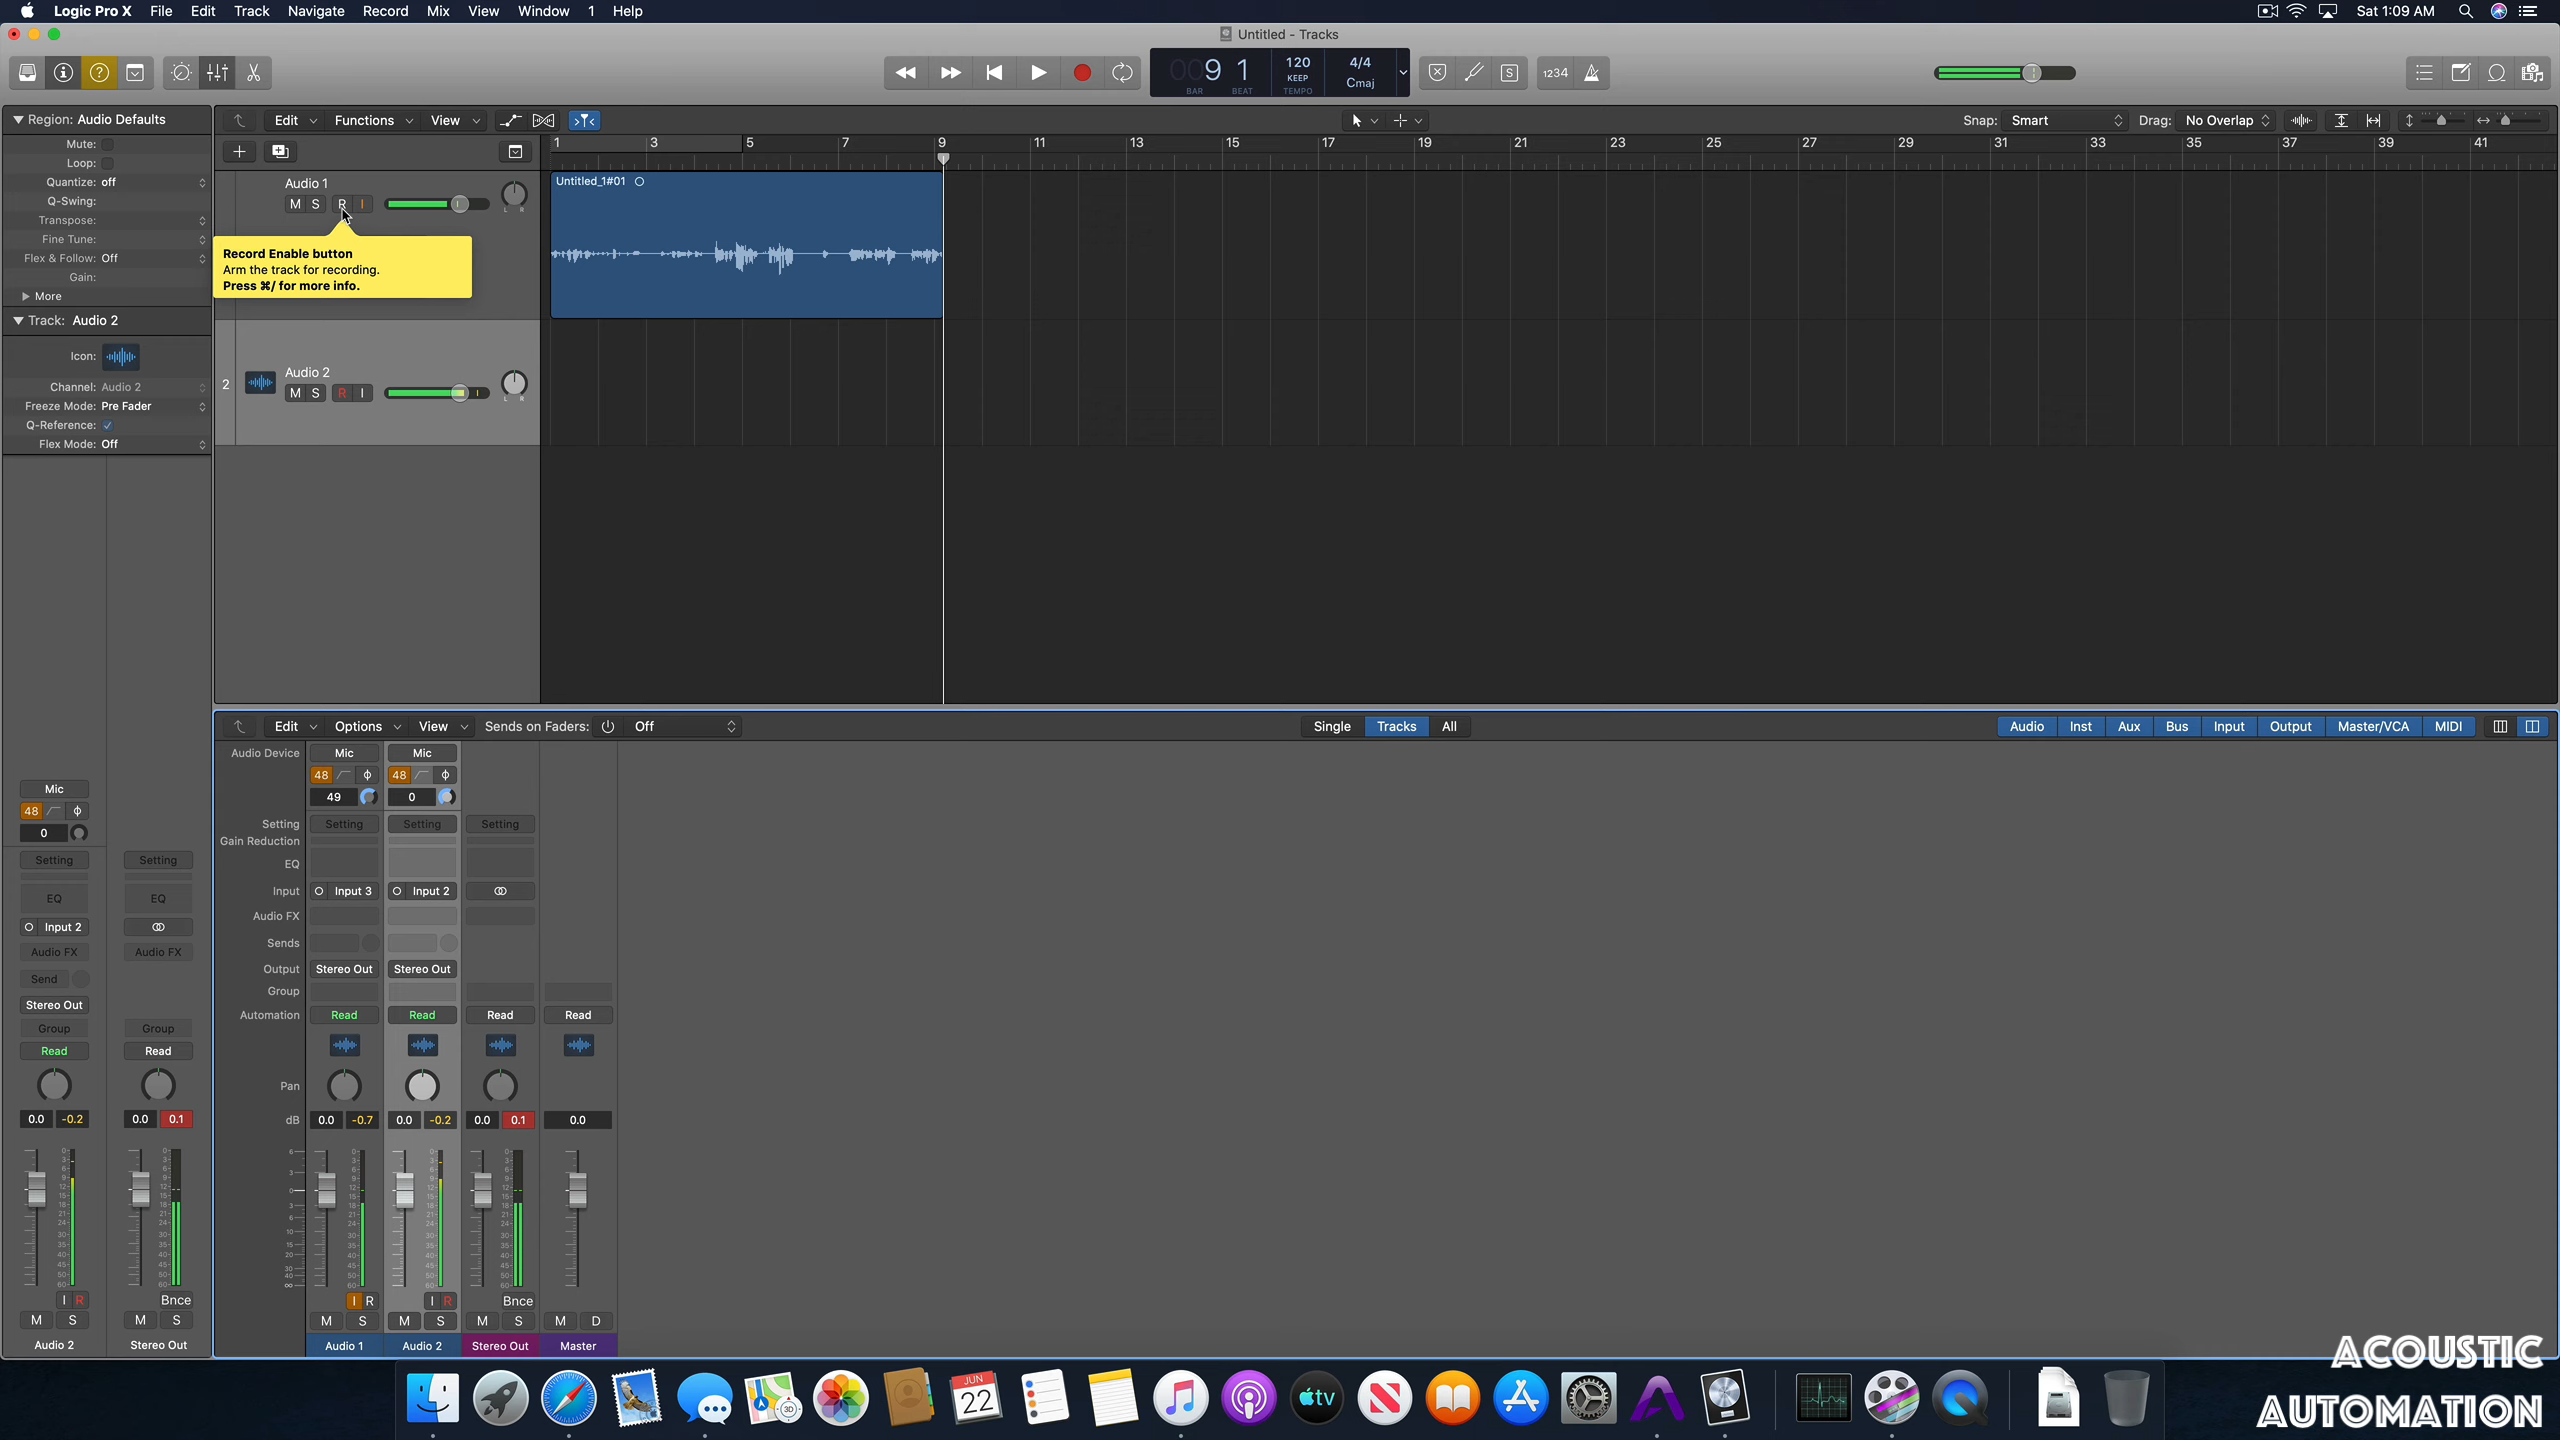 Logic Pro X File Edit Track Navigate Record Mix View Window 1 Help Sat 1:09 AM
Untitled - Tracks
009 1 120 4/4
KEEP Cmaj
BAR BEAT TEMPO
S 1234
Region: Audio Defaults
Mute:
Loop:
Quantize: off
Q-Swing:
Transpose:
Fine Tune:
Flex & Follow: Off
Gain:
More
Track: Audio 2
Icon:
Channel: Audio 2
Freeze Mode: Pre Fader
Q-Reference:
Flex Mode: Off
Edit Functions View Snap: Smart Drag: No Overlap
1 3 5 7 9 11 13 15 17 19 21 23 25 27 29 31 33 35 37 39 41
Audio 1
M S R I
L R
Untitled_1#01
Record Enable button
Arm the track for recording.
Press ⌘/ for more info.
2 Audio 2
M S R I
L R
Edit Options View Sends on Faders: Off Single Tracks All Audio Inst Aux Bus Input Output Master/VCA MIDI
Mic
48
0
Setting Setting
EQ EQ
Input 2
Audio FX Audio FX
Send
Stereo Out
Group Group
Read Read
0.0 -0.2 0.0 0.1
I R Bnce
M S M S
Audio 2 Stereo Out
Audio Device Mic Mic
48 48
49 0
Setting Setting Setting Setting
Gain Reduction
EQ
Input Input 3 Input 2
Audio FX
Sends
Output Stereo Out Stereo Out
Group
Automation Read Read Read Read
Pan
dB 0.0 -0.7 0.0 -0.2 0.0 0.1 0.0
I R I R Bnce
M S M S M S M D
Audio 1 Audio 2 Stereo Out Master
JUN
22
3D
tv
ACOUSTIC
AUTOMATION